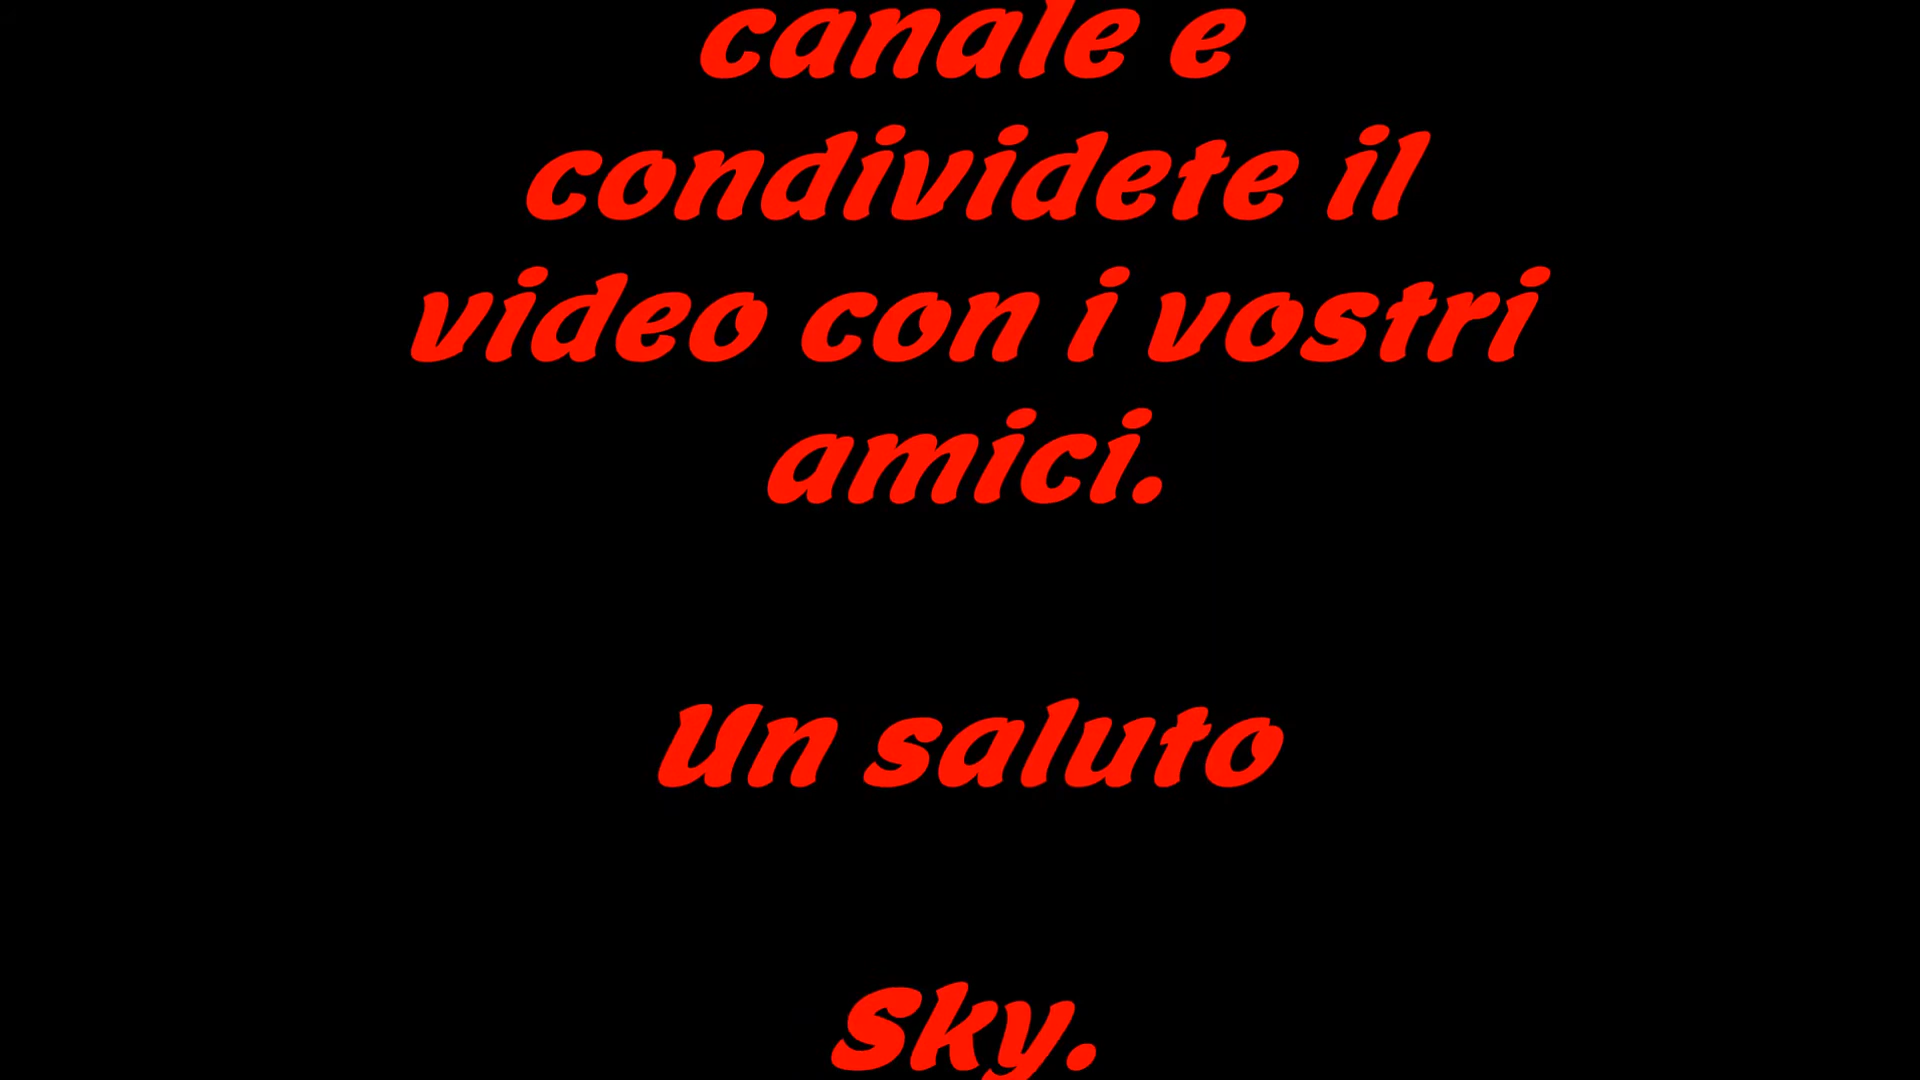 canale e
condividete il
video con i vostri
amici.
Un saluto
Sky.